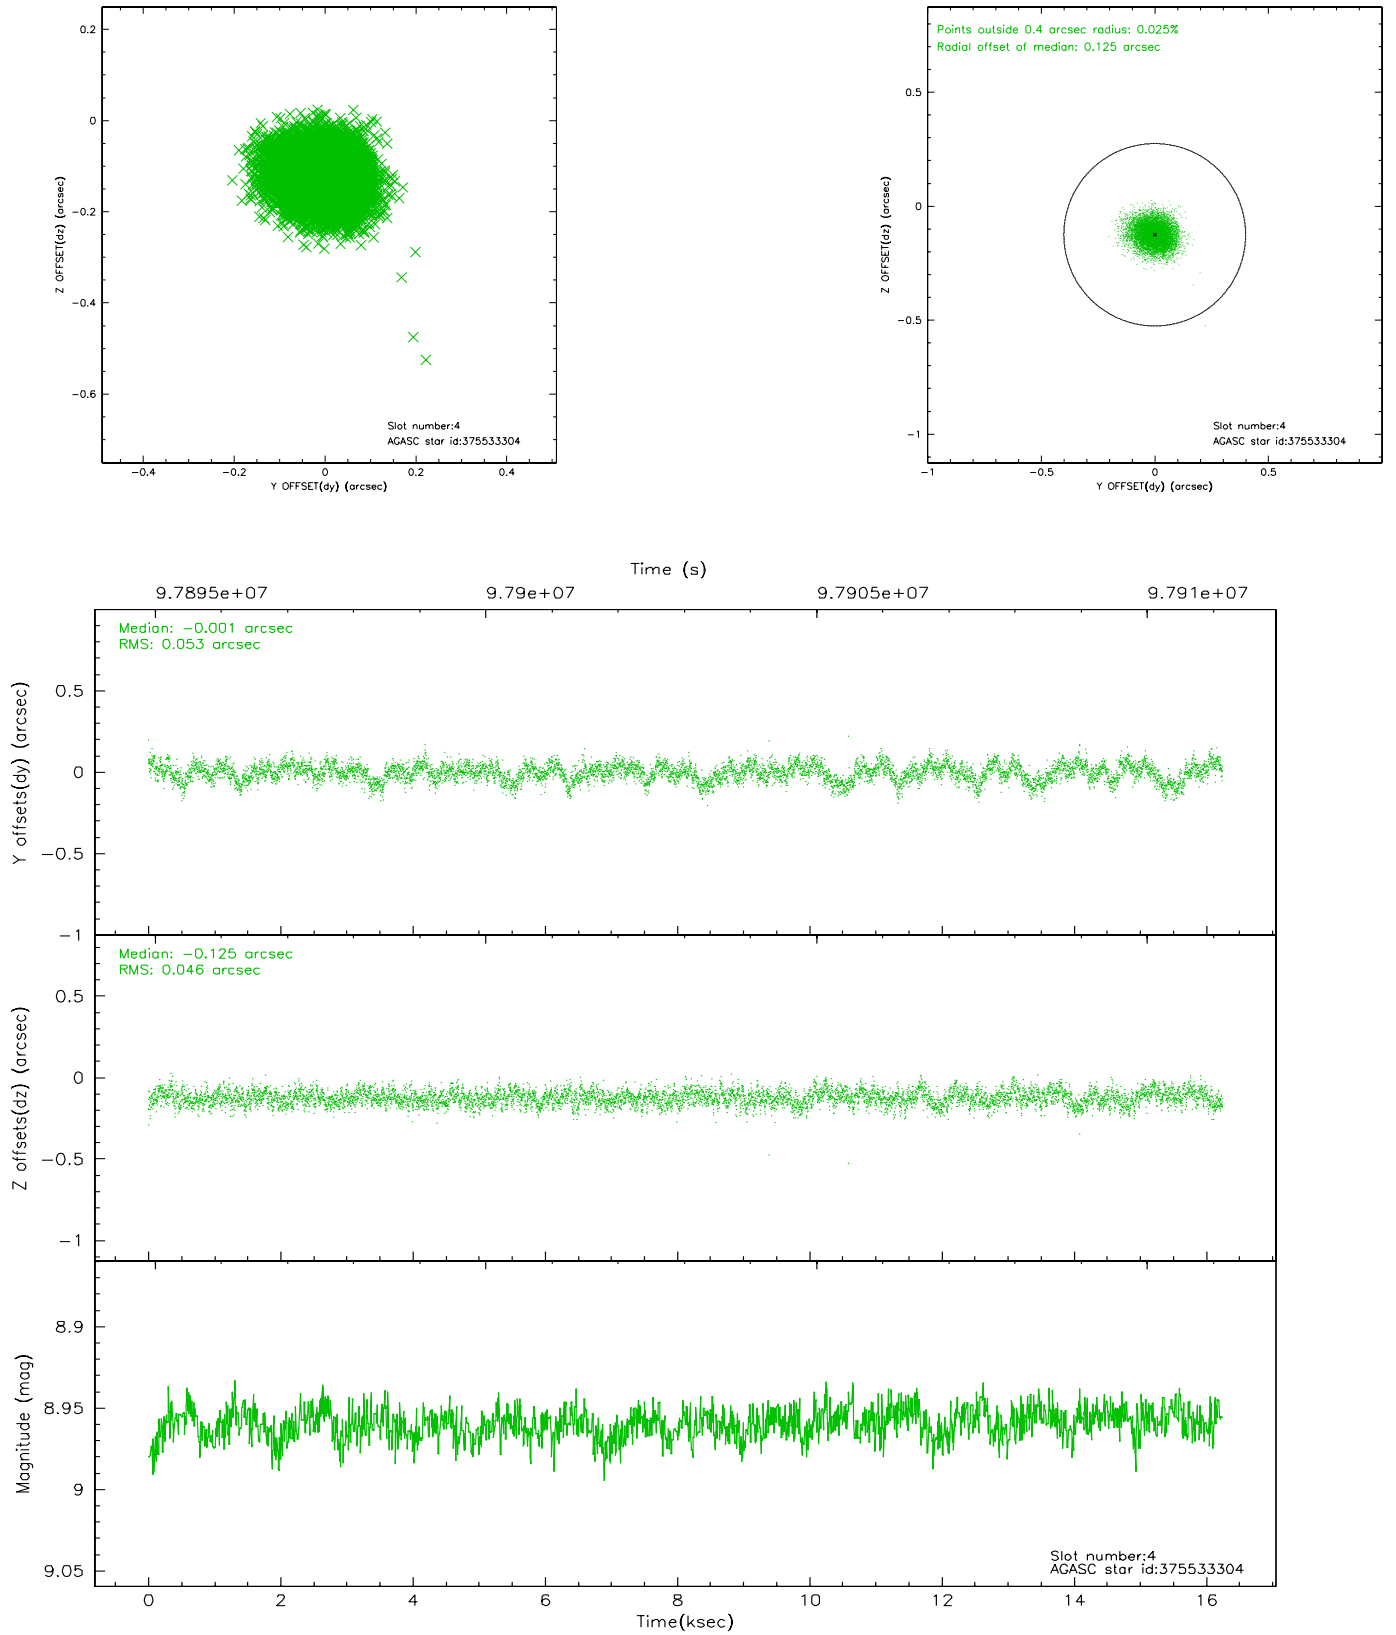 0.2
0
−0.2
−0.4
−0.6
Z OFFSET(dz) (arcsec)
Slot number:4
AGASC star id:375533304
−0.4 −0.2 0 0.2 0.4
Y OFFSET(dy) (arcsec)
Points outside 0.4 arcsec radius: 0.025%
Radial offset of median: 0.125 arcsec
0.5
0
−0.5
−1
Z OFFSET(dz) (arcsec)
Slot number:4
AGASC star id:375533304
−1 −0.5 0 0.5
Y OFFSET(dy) (arcsec)
Time (s)
9.7895e+07 9.79e+07 9.7905e+07 9.791e+07
Median: −0.001 arcsec
RMS: 0.053 arcsec
0.5
0
−0.5
−1
Y offsets(dy) (arcsec)
Median: −0.125 arcsec
RMS: 0.046 arcsec
0.5
0
−0.5
−1
Z offsets(dz) (arcsec)
8.9
8.95
9
9.05
Magnitude (mag)
Slot number:4
AGASC star id:375533304
0 2 4 6 8 10 12 14 16
Time(ksec)